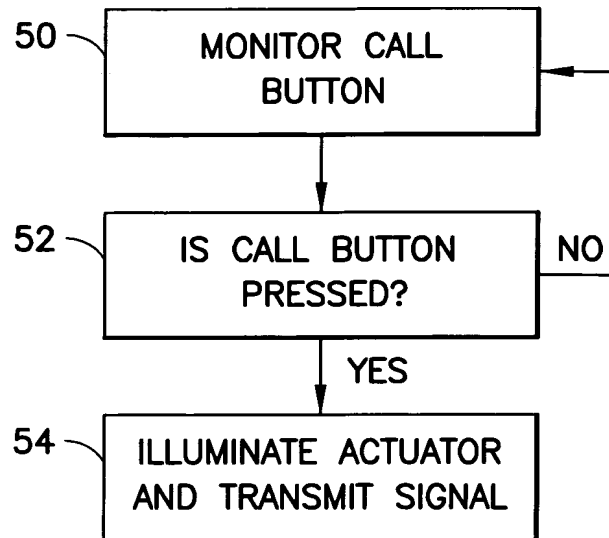 50
MONITOR CALL
BUTTON
52
IS CALL BUTTON
PRESSED?
NO
YES
54
ILLUMINATE ACTUATOR
AND TRANSMIT SIGNAL